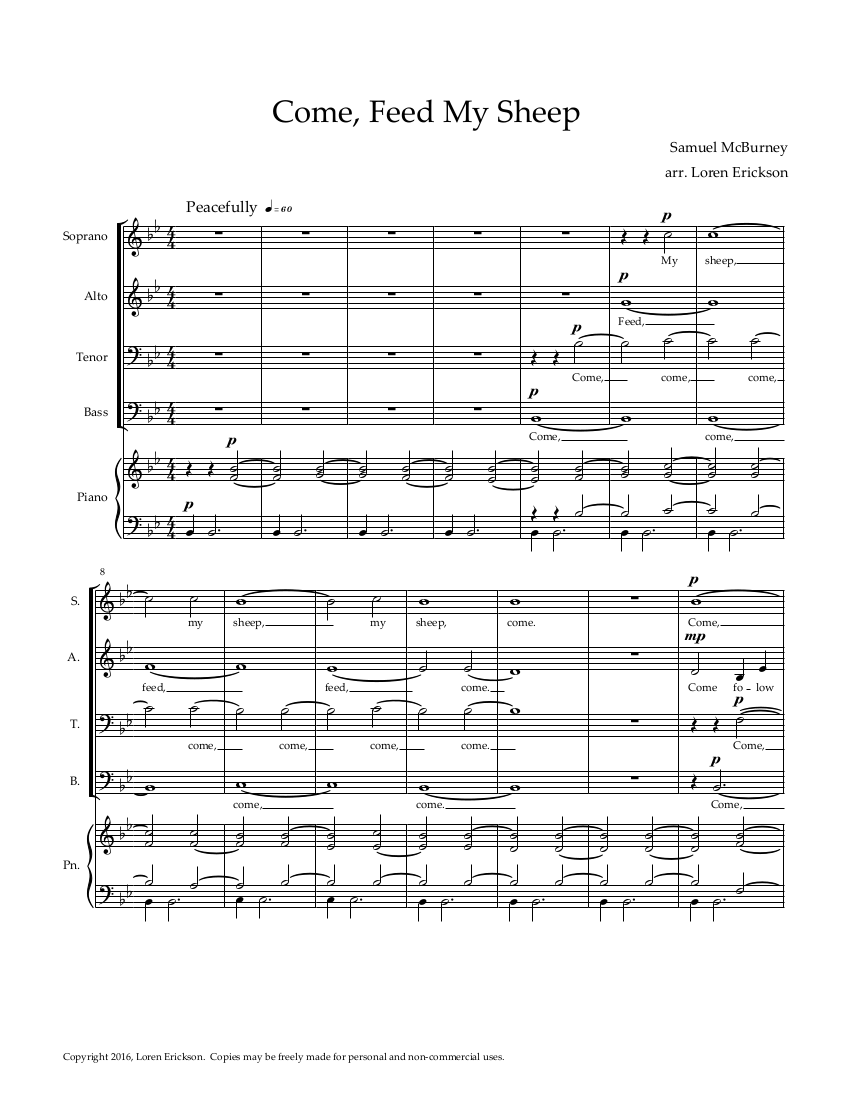 Come, Feed My Sheep
Samuel McBurney
arr. Loren Erickson
Peacefully ♩= 60
p
Soprano
My sheep,
p
Alto
Feed,
p
Tenor
Come, come, come,
p
Bass
Come, come,
p
Piano
p
8
p
S.
my sheep, my sheep, come. Come,
mp
A.
feed, feed, come. Come fo - low
p
T.
come, come, come, come. Come,
p
B.
come, come. Come,
Pn.
Copyright 2016, Loren Erickson. Copies may be freely made for personal and non-commercial uses.